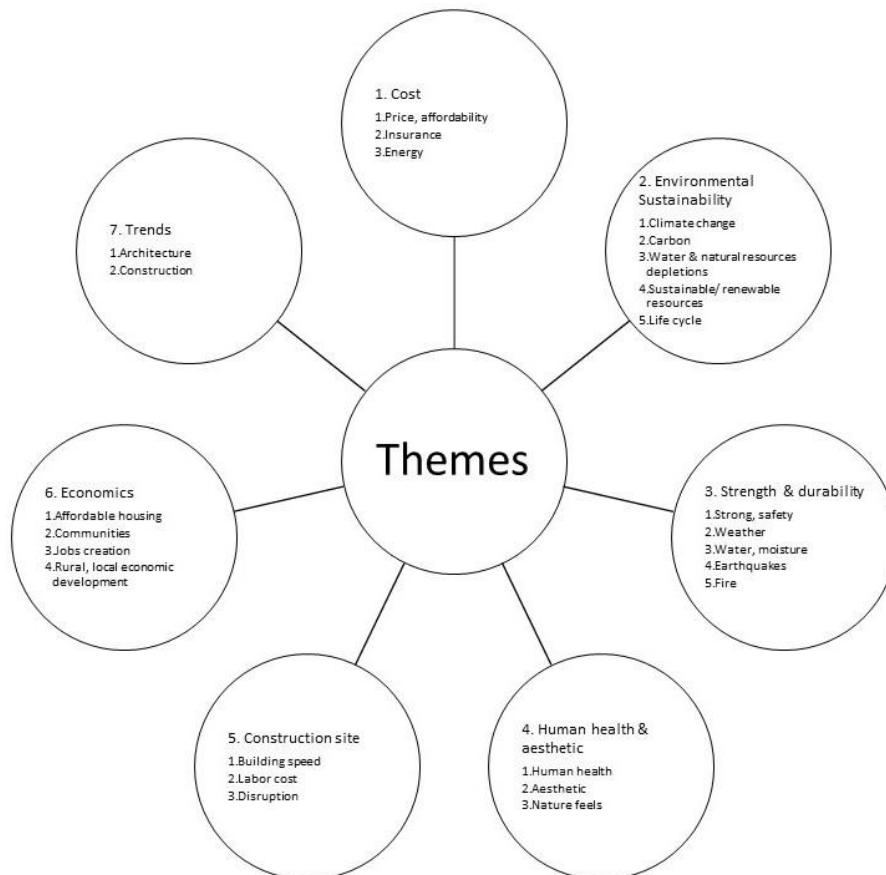 1. Cost
1.Price, affordability
2.Insurance
3.Energy
2. Environmental
Sustainability
1.Climate change
2.Carbon
3.Water & natural resources
depletions
4.Sustainable/ renewable
resources
5.Life cycle
3. Strength & durability
1.Strong, safety
2.Weather
3.Water, moisture
4.Earthquakes
5.Fire
4. Human health &
aesthetic
1.Human health
2.Aesthetic
3.Nature feels
5. Construction site
1.Building speed
2.Labor cost
3.Disruption
6. Economics
1.Affordable housing
2.Communities
3.Jobs creation
4.Rural, local economic
development
7. Trends
1.Architecture
2.Construction
Themes